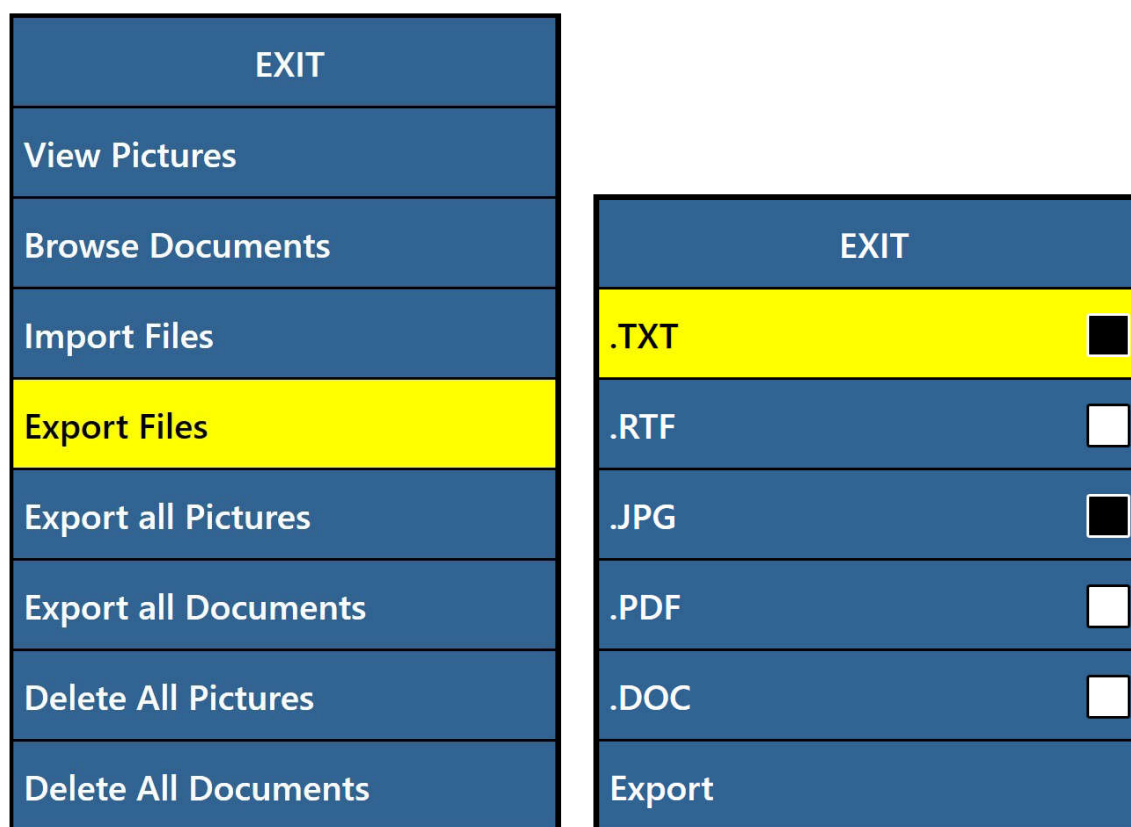 EXIT
View Pictures
Browse Documents
Import Files
Export Files
Export all Pictures
Export all Documents
Delete All Pictures
Delete All Documents
EXIT
.TXT
.RTF
.JPG
.PDF
.DOC
Export